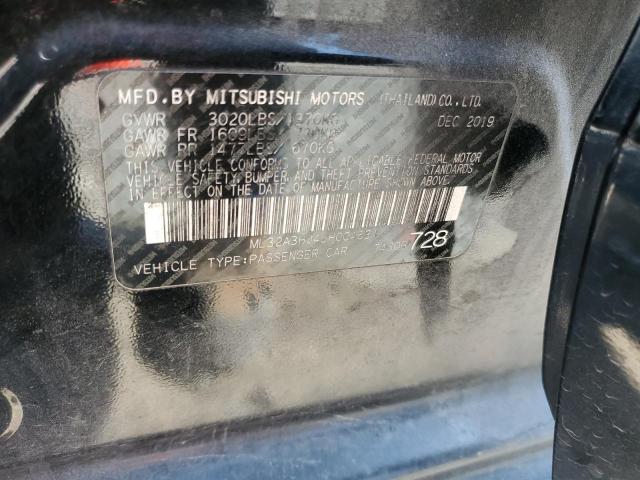 MFD.BY MITSUBISHI MOTORS (THAILAND)CO.,LTD.
GVWR 3020LBS/1370KG DEC 2019
GAWR FR 1609LBS/730KG
GAWR RR 1477LBS/670KG
THIS VEHICLE CONFORMS TO ALL APPLICABLE FEDERAL MOTOR
VEHICLE SAFETY, BUMPER, AND THEFT PREVENTION STANDARDS
IN EFFECT ON THE DATE OF MANUFACTURE SHOWN ABOVE.
VEHICLE TYPE:PASSENGER CAR 728